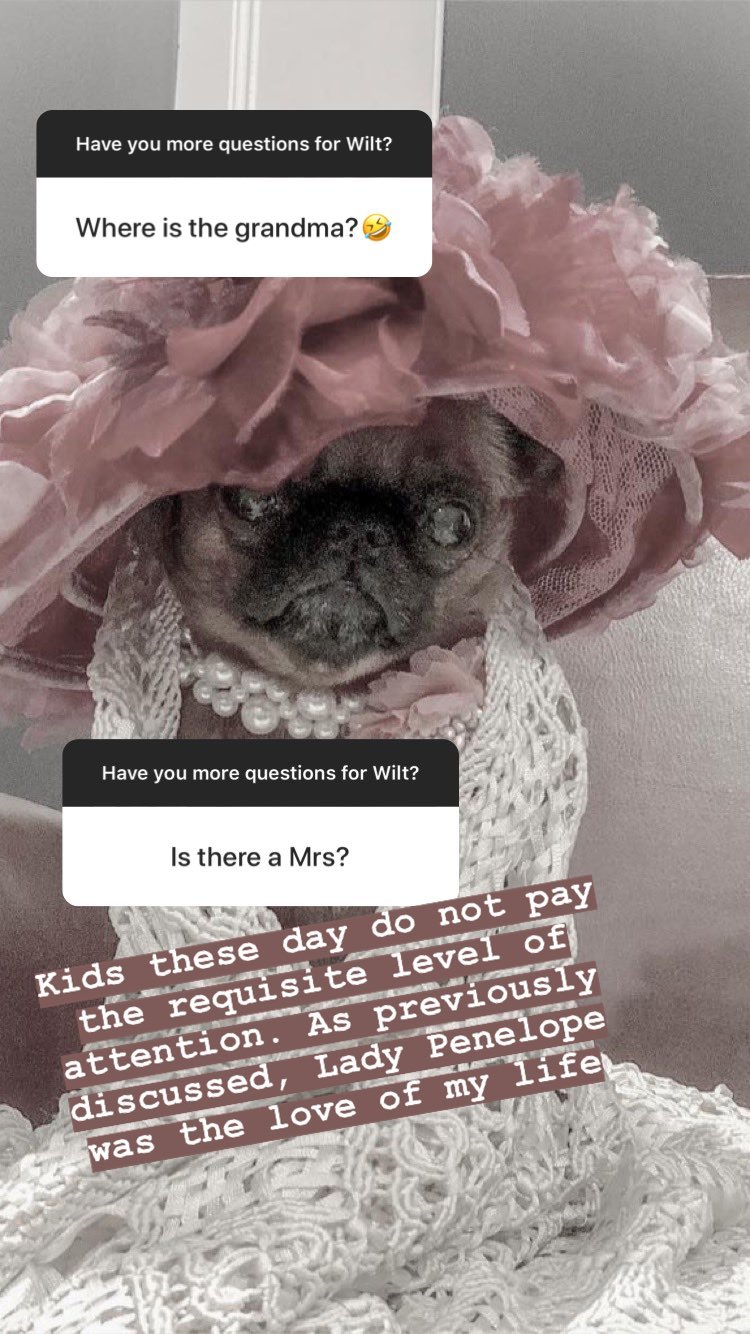 Have you more questions for Wilt?
Where is the grandma?🤣
Have you more questions for Wilt?
Is there a Mrs?
Kids these day do not pay
the requisite level of
attention. As previously
discussed, Lady Penelope
was the love of my life